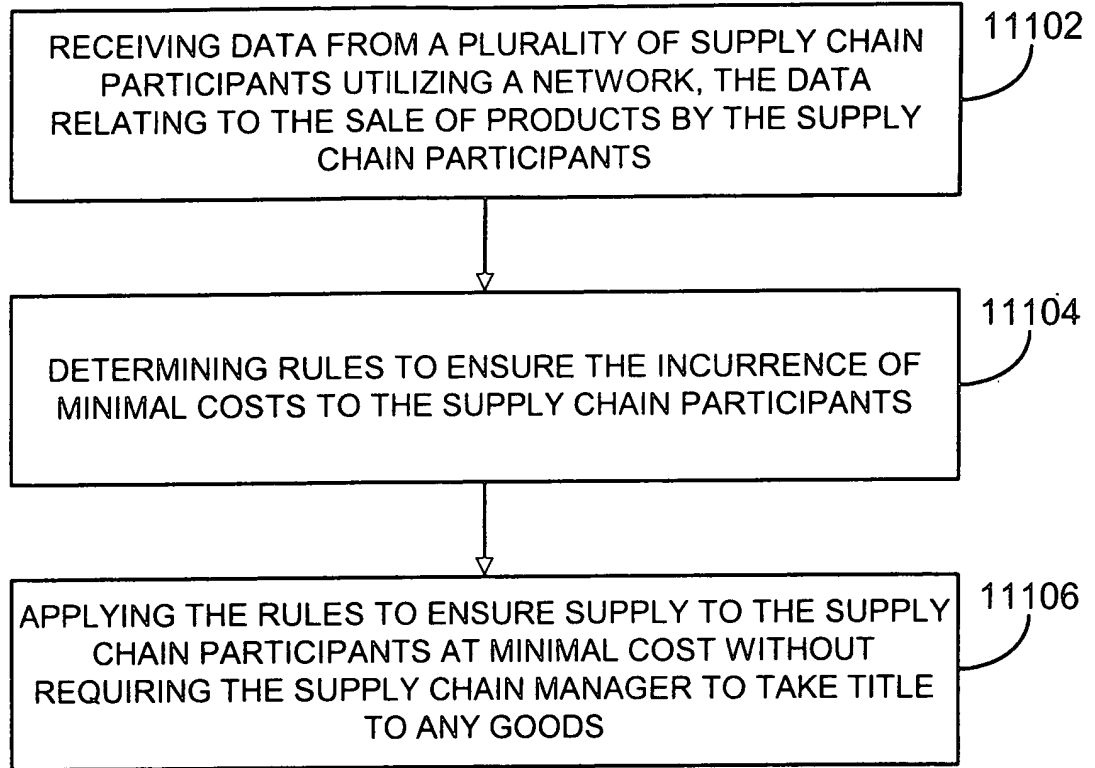 11102
RECEIVING DATA FROM A PLURALITY OF SUPPLY CHAIN
PARTICIPANTS UTILIZING A NETWORK, THE DATA
RELATING TO THE SALE OF PRODUCTS BY THE SUPPLY
CHAIN PARTICIPANTS
11104
DETERMINING RULES TO ENSURE THE INCURRENCE OF
MINIMAL COSTS TO THE SUPPLY CHAIN PARTICIPANTS
11106
APPLYING THE RULES TO ENSURE SUPPLY TO THE SUPPLY
CHAIN PARTICIPANTS AT MINIMAL COST WITHOUT
REQUIRING THE SUPPLY CHAIN MANAGER TO TAKE TITLE
TO ANY GOODS